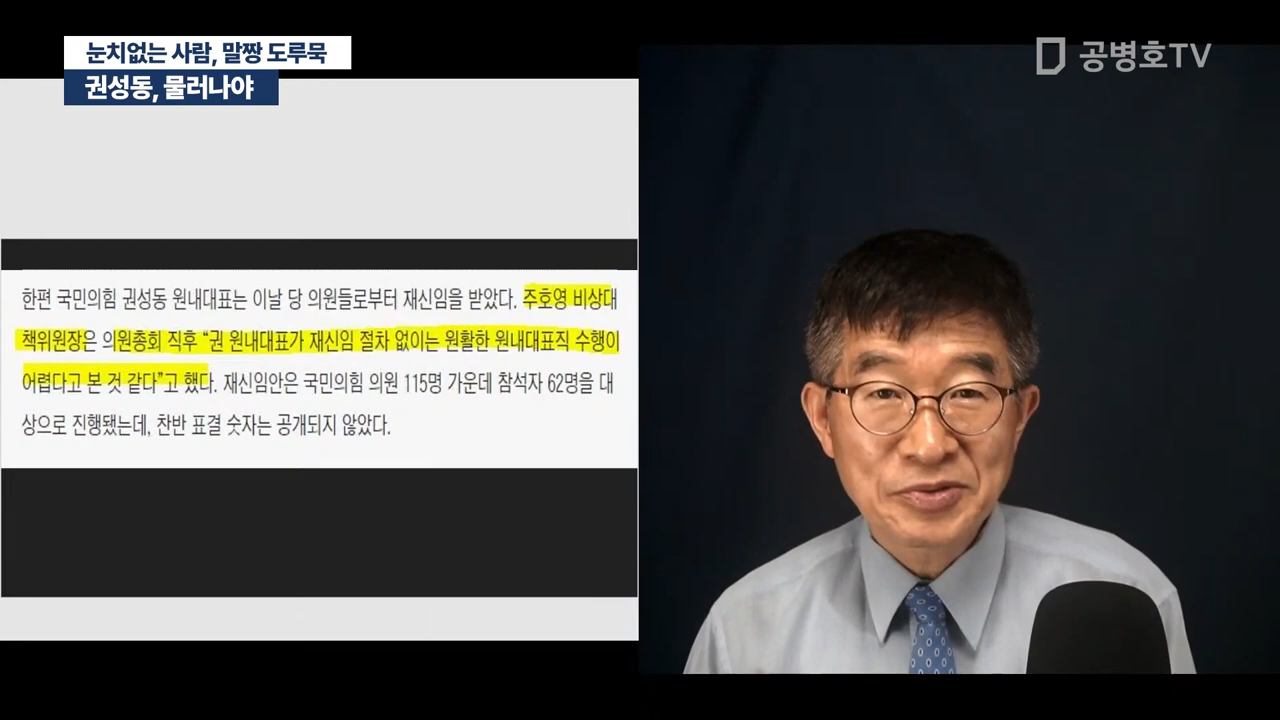 눈치없는 사람, 말짱 도루묵
권성동, 물러나야
공병호TV
한편 국민의힘 권성동 원내대표는 이날 당 의원들로부터 재신임을 받았다. 주호영 비상대
책위원장은 의원총회 직후 “권 원내대표가 재신임 절차 없이는 원활한 원내대표직 수행이
어렵다고 본 것 같다”고 했다. 재신임안은 국민의힘 의원 115명 가운데 참석자 62명을 대
상으로 진행됐는데, 찬반 표결 숫자는 공개되지 않았다.